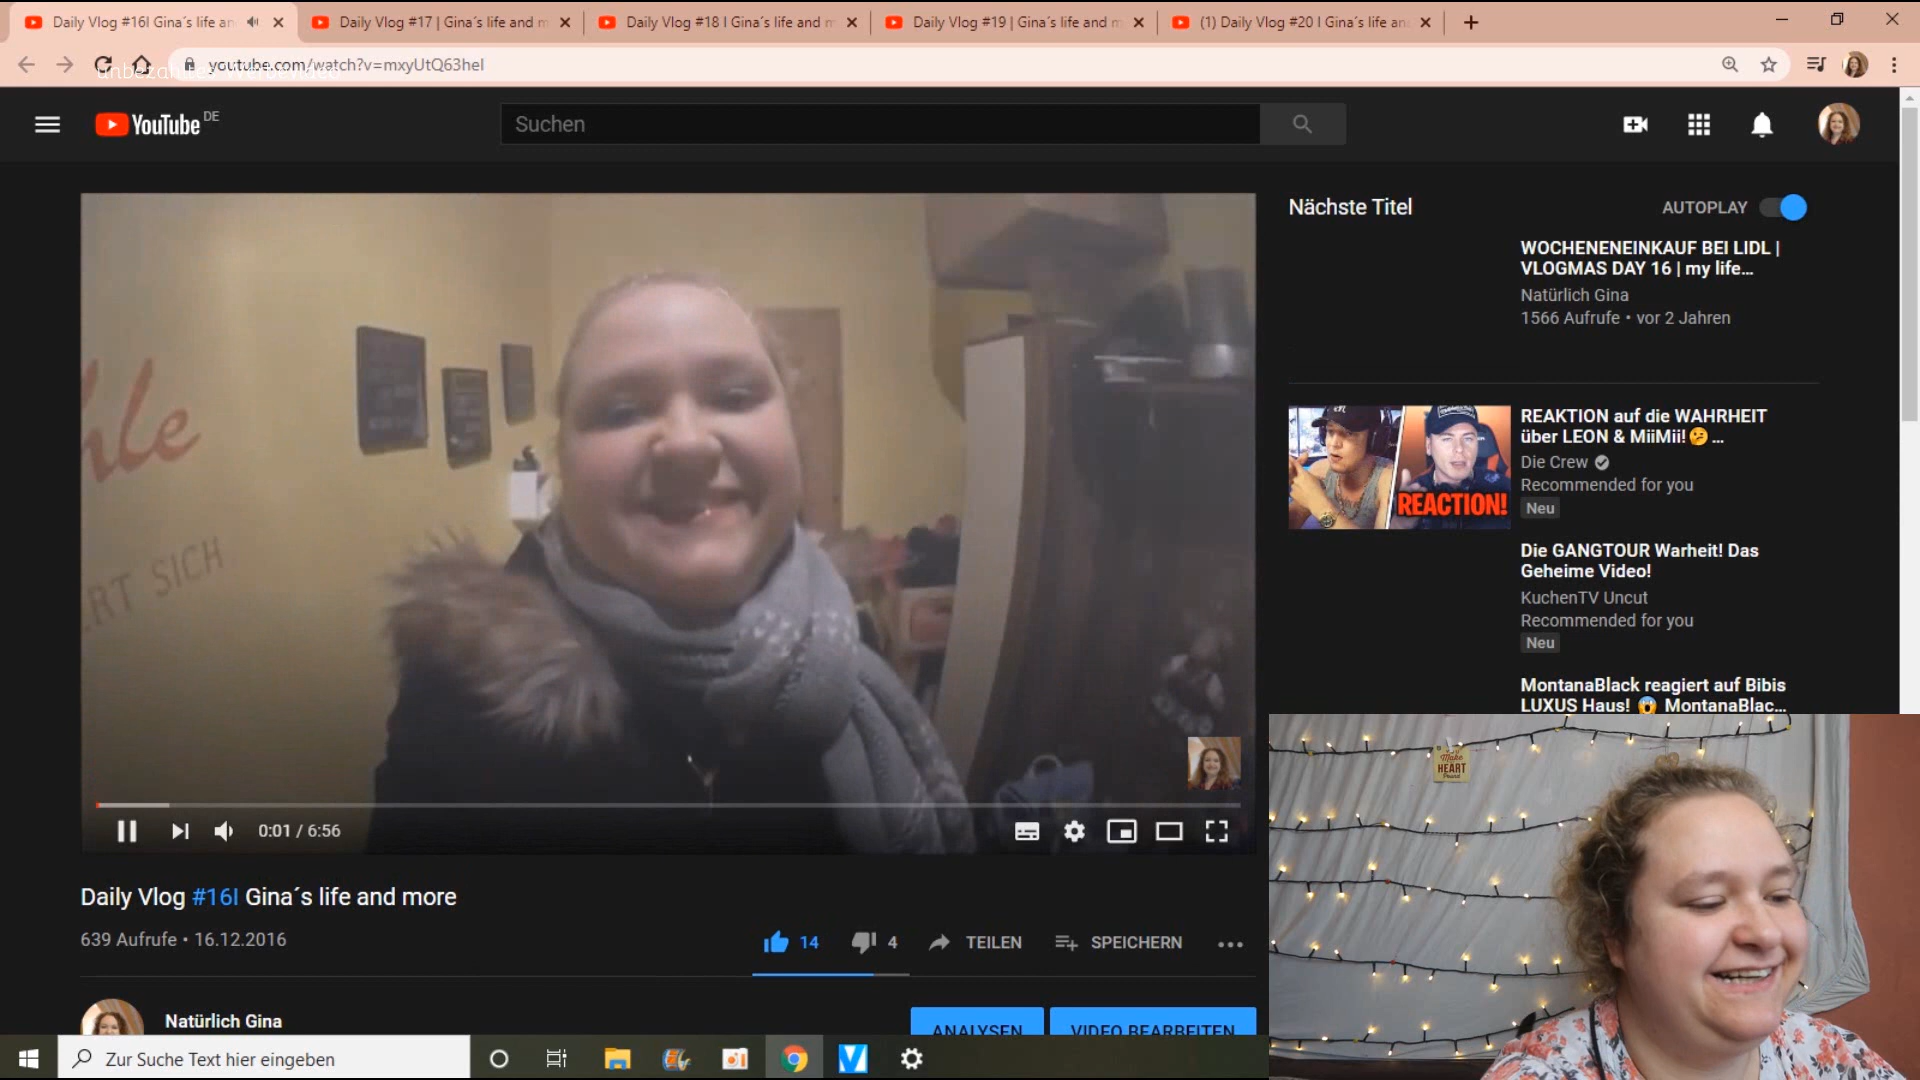 Daily Vlog #16I Gina´s life an
Daily Vlog #17 | Gina´s life and m
Daily Vlog #18 I Gina´s life and m
Daily Vlog #19 | Gina´s life and m
(1) Daily Vlog #20 I Gina´s life an
youtube.com/watch?v=mxyUtQ63heI
YouTube DE
Suchen
Nächste Titel
AUTOPLAY
WOCHENENEINKAUF BEI LIDL |
VLOGMAS DAY 16 | my life...
Natürlich Gina
1566 Aufrufe • vor 2 Jahren
REACTION!
REAKTION auf die WAHRHEIT
über LEON & MiiMii!🤔 ...
Die Crew
Recommended for you
Neu
Die GANGTOUR Warheit! Das
Geheime Video!
KuchenTV Uncut
Recommended for you
Neu
MontanaBlack reagiert auf Bibis
LUXUS Haus! 😱 MontanaBlac...
hle
ERT SICH
0:01 / 6:56
Make
HEART
Daily Vlog #16I Gina´s life and more
639 Aufrufe • 16.12.2016
14
4
TEILEN
SPEICHERN
Natürlich Gina
ANALYSEN
VIDEO BEARBEITEN
Zur Suche Text hier eingeben